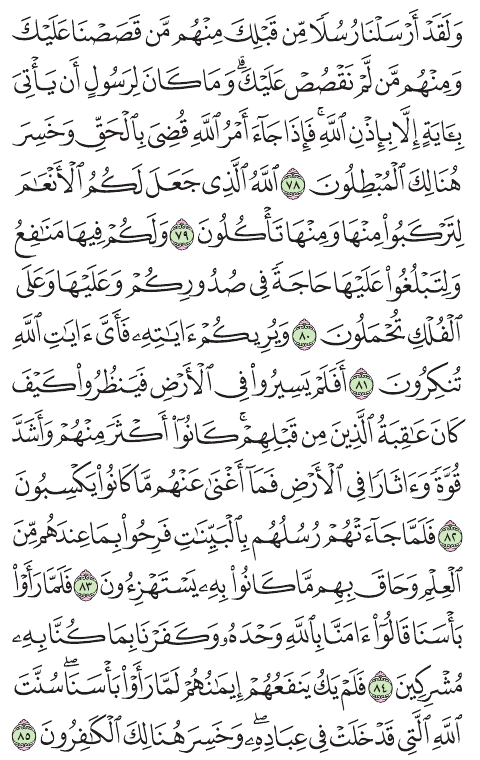 وَلَقَدْ أَرْسَلْنَا رُسُلًا مِّن قَبْلِكَ مِنْهُم مَّن قَصَصْنَا عَلَيْكَ
وَمِنْهُم مَّن لَّمْ نَقْصُصْ عَلَيْكَ ۗ وَمَا كَانَ لِرَسُولٍ أَن يَأْتِىَ
بِـَٔايَةٍ إِلَّا بِإِذْنِ ٱللَّهِ ۚ فَإِذَا جَآءَ أَمْرُ ٱللَّهِ قُضِىَ بِٱلْحَقِّ وَخَسِرَ
هُنَالِكَ ٱلْمُبْطِلُونَ ٧٨ ٱللَّهُ ٱلَّذِى جَعَلَ لَكُمُ ٱلْأَنْعَـٰمَ
لِتَرْكَبُوا۟ مِنْهَا وَمِنْهَا تَأْكُلُونَ ٧٩ وَلَكُمْ فِيهَا مَنَـٰفِعُ
وَلِتَبْلُغُوا۟ عَلَيْهَا حَاجَةً فِى صُدُورِكُمْ وَعَلَيْهَا وَعَلَى
ٱلْفُلْكِ تُحْمَلُونَ ٨٠ وَيُرِيكُمْ ءَايَـٰتِهِۦ فَأَىَّ ءَايَـٰتِ ٱللَّهِ
تُنكِرُونَ ٨١ أَفَلَمْ يَسِيرُوا۟ فِى ٱلْأَرْضِ فَيَنظُرُوا۟ كَيْفَ
كَانَ عَـٰقِبَةُ ٱلَّذِينَ مِن قَبْلِهِمْ ۚ كَانُوٓا۟ أَكْثَرَ مِنْهُمْ وَأَشَدَّ
قُوَّةً وَءَاثَارًا فِى ٱلْأَرْضِ فَمَآ أَغْنَىٰ عَنْهُم مَّا كَانُوا۟ يَكْسِبُونَ
٨٢ فَلَمَّا جَآءَتْهُمْ رُسُلُهُم بِٱلْبَيِّنَـٰتِ فَرِحُوا۟ بِمَا عِندَهُم مِّنَ
ٱلْعِلْمِ وَحَاقَ بِهِم مَّا كَانُوا۟ بِهِۦ يَسْتَهْزِءُونَ ٨٣ فَلَمَّا رَأَوْا۟
بَأْسَنَا قَالُوٓا۟ ءَامَنَّا بِٱللَّهِ وَحْدَهُۥ وَكَفَرْنَا بِمَا كُنَّا بِهِۦ
مُشْرِكِينَ ٨٤ فَلَمْ يَكُ يَنفَعُهُمْ إِيمَـٰنُهُمْ لَمَّا رَأَوْا۟ بَأْسَنَا ۖ سُنَّتَ
ٱللَّهِ ٱلَّتِى قَدْ خَلَتْ فِى عِبَادِهِۦ ۖ وَخَسِرَ هُنَالِكَ ٱلْكَـٰفِرُونَ ٨٥